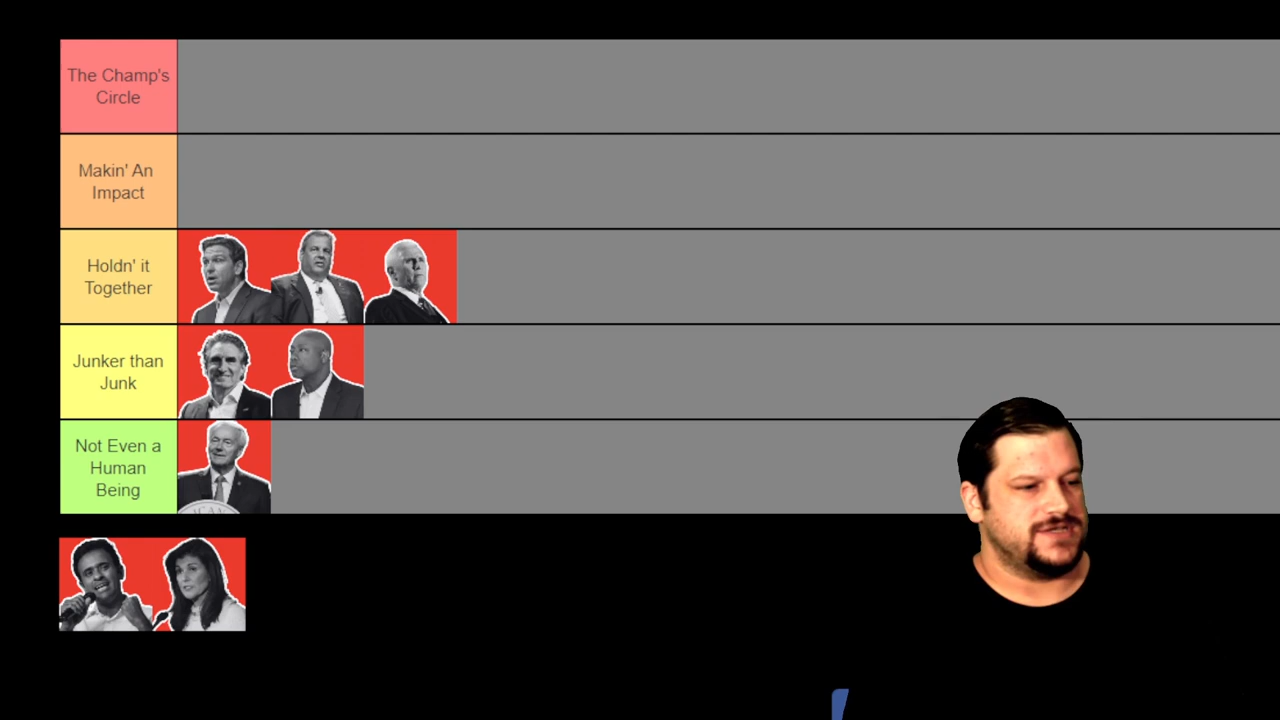 The Champ's
Circle
Makin' An
Impact
Holdn' it
Together
Junker than
Junk
Not Even a
Human
Being